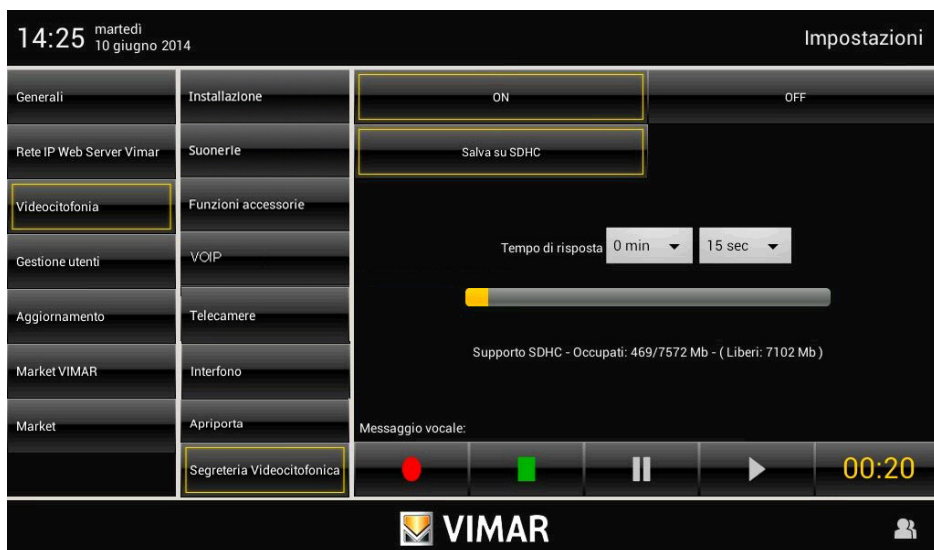 14:25 martedì
10 giugno 2014
Impostazioni
Generali
Rete IP Web Server Vimar
Videocitofonia
Gestione utenti
Aggiornamento
Market VIMAR
Market
Installazione
Suonerie
Funzioni accessorie
VOIP
Telecamere
Interfono
Apriporta
Segreteria Videocitofonica
ON OFF
Salva su SDHC
Tempo di risposta 0 min 15 sec
Supporto SDHC - Occupati: 469/7572 Mb - ( Liberi: 7102 Mb )
Messaggio vocale:
00:20
VIMAR